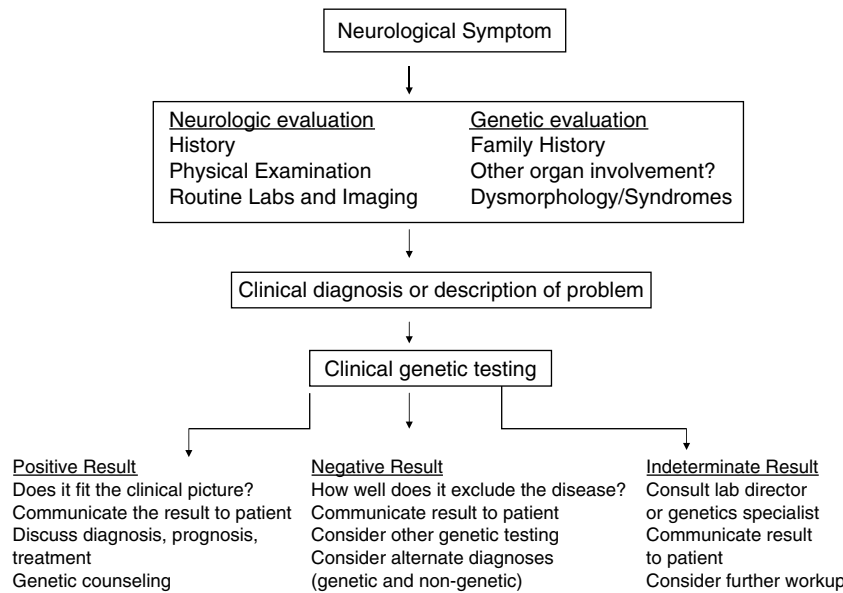 Neurological Symptom
Neurologic evaluation
History
Physical Examination
Routine Labs and Imaging
Genetic evaluation
Family History
Other organ involvement?
Dysmorphology/Syndromes
Clinical diagnosis or description of problem
Clinical genetic testing
Positive Result
Does it fit the clinical picture?
Communicate the result to patient
Discuss diagnosis, prognosis,
treatment
Genetic counseling
Negative Result
How well does it exclude the disease?
Communicate result to patient
Consider other genetic testing
Consider alternate diagnoses
(genetic and non-genetic)
Indeterminate Result
Consult lab director
or genetics specialist
Communicate result
to patient
Consider further workup